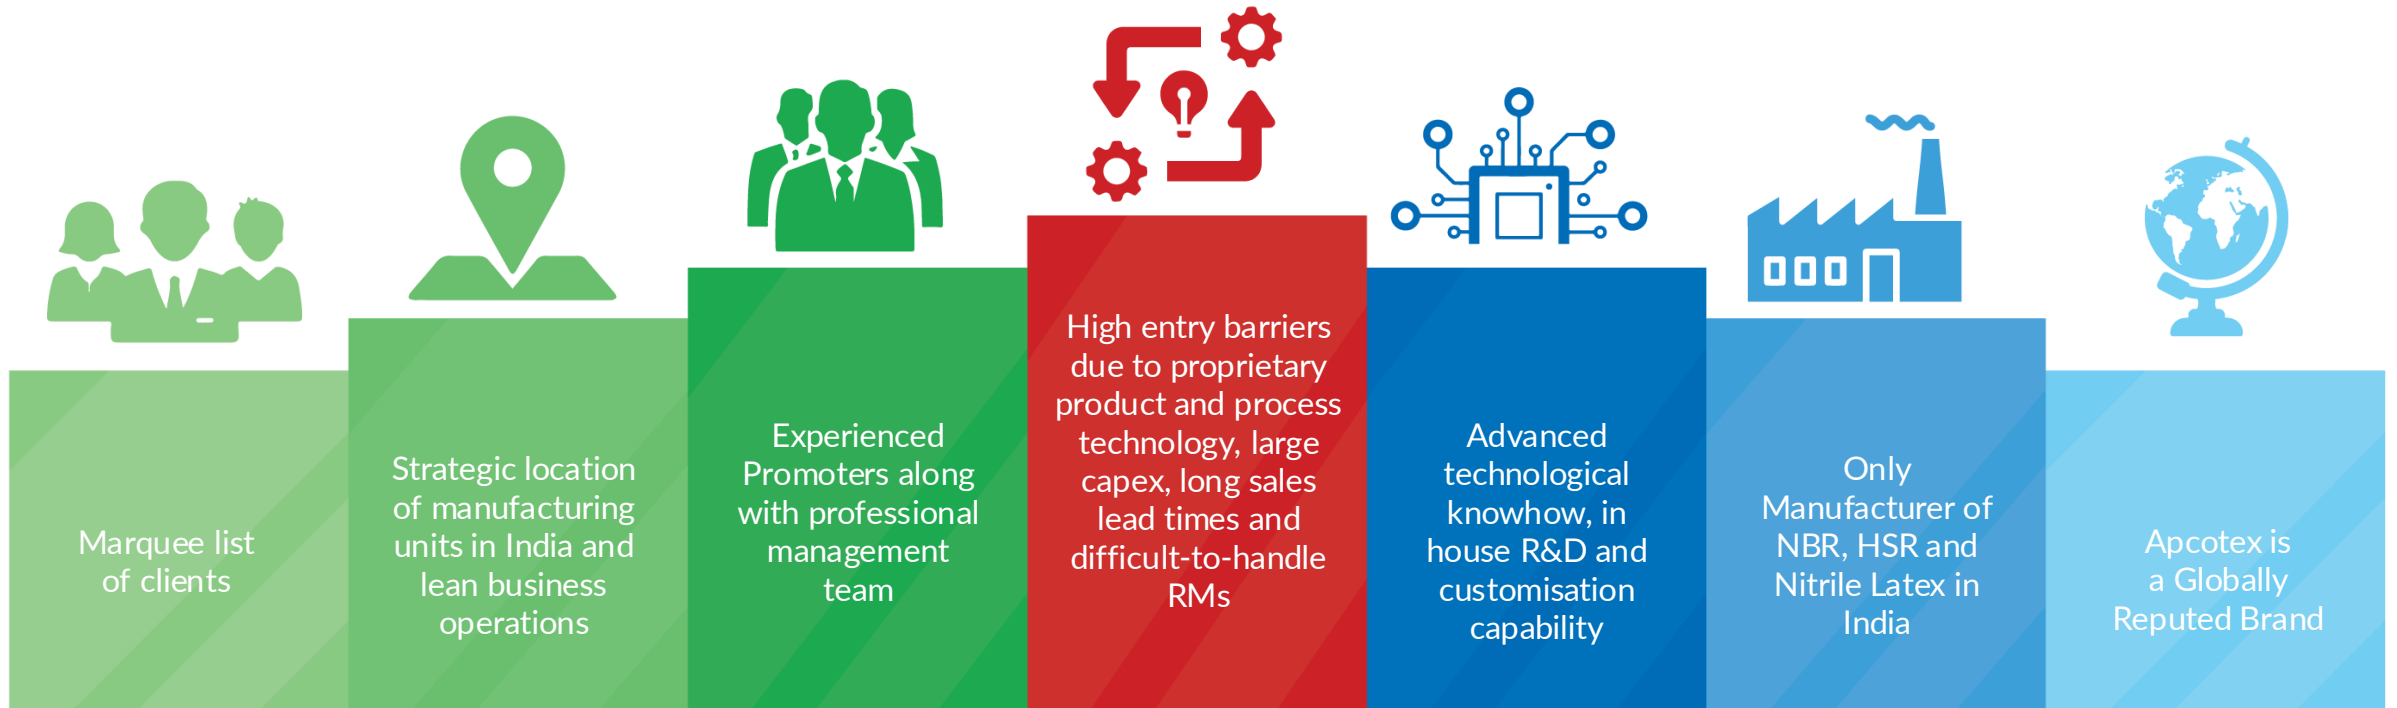 Marquee list
of clients
Strategic location
of manufacturing
units in India and
lean business
operations
Experienced
Promoters along
with professional
management
team
High entry barriers
due to proprietary
product and process
technology, large
capex, long sales
lead times and
difficult-to-handle
RMs
Advanced
technological
knowhow, in
house R&D and
customisation
capability
Only
Manufacturer of
NBR, HSR and
Nitrile Latex in
India
Apcotex is
a Globally
Reputed Brand